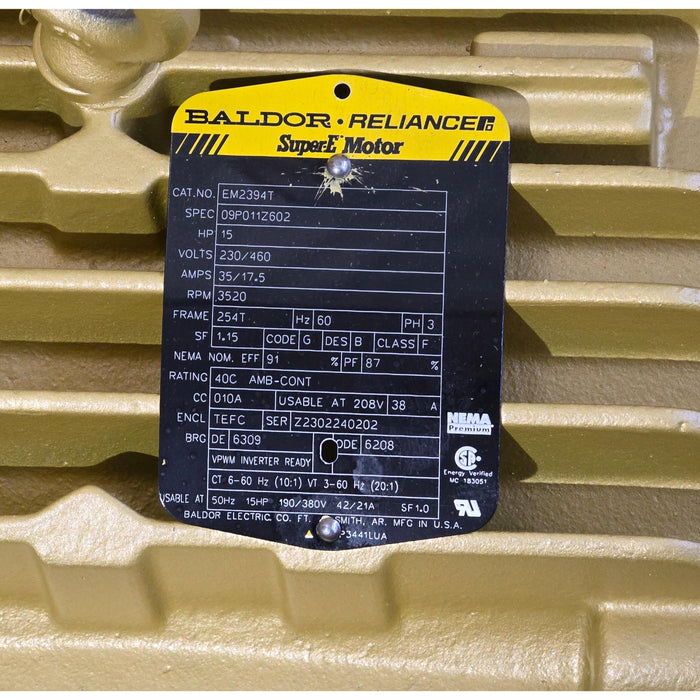 BALDOR • RELIANCE
Super-E Motor
CAT.NO. EM2394T
SPEC 09P011Z602
HP 15
VOLTS 230/460
AMPS 35/17.5
RPM 3520
FRAME 254T Hz 60 PH 3
SF 1.15 CODE G DES B CLASS F
NEMA NOM. EFF 91 % PF 87 %
RATING 40C AMB-CONT
CC 010A USABLE AT 208V 38 A
ENCL TEFC SER Z2302240202
BRG DE 6309 ODE 6208
VPWM INVERTER READY
CT 6-60 Hz (10:1) VT 3-60 Hz (20:1)
USABLE AT 50Hz 15HP 190/380V 42/21A SF1.0
BALDOR ELECTRIC. CO. FT. SMITH, AR. MFG IN U.S.A.
P3441LUA
NEMA
Premium
Energy Verified
MC 183051